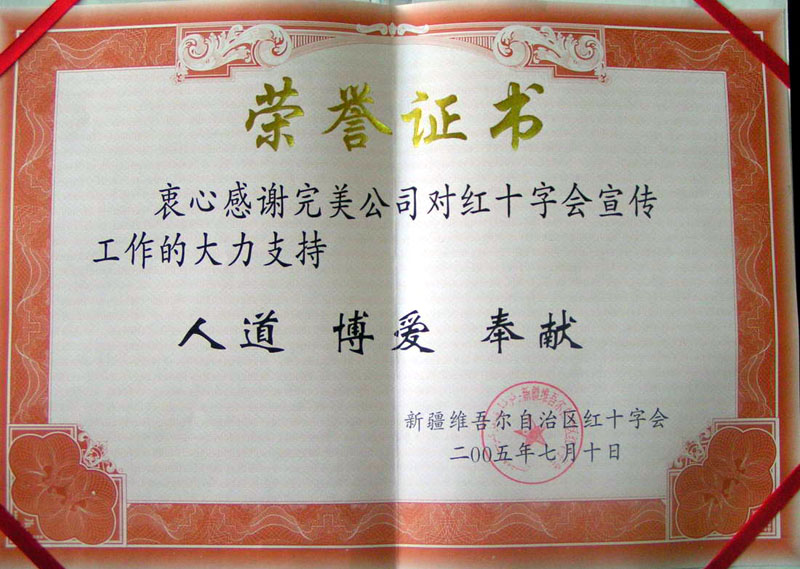 荣誉证书
衷心感谢完美公司对红十字会宣传
工作的大力支持
人道 博爱 奉献
新疆维吾尔自治区红十字会
二00五年七月十日